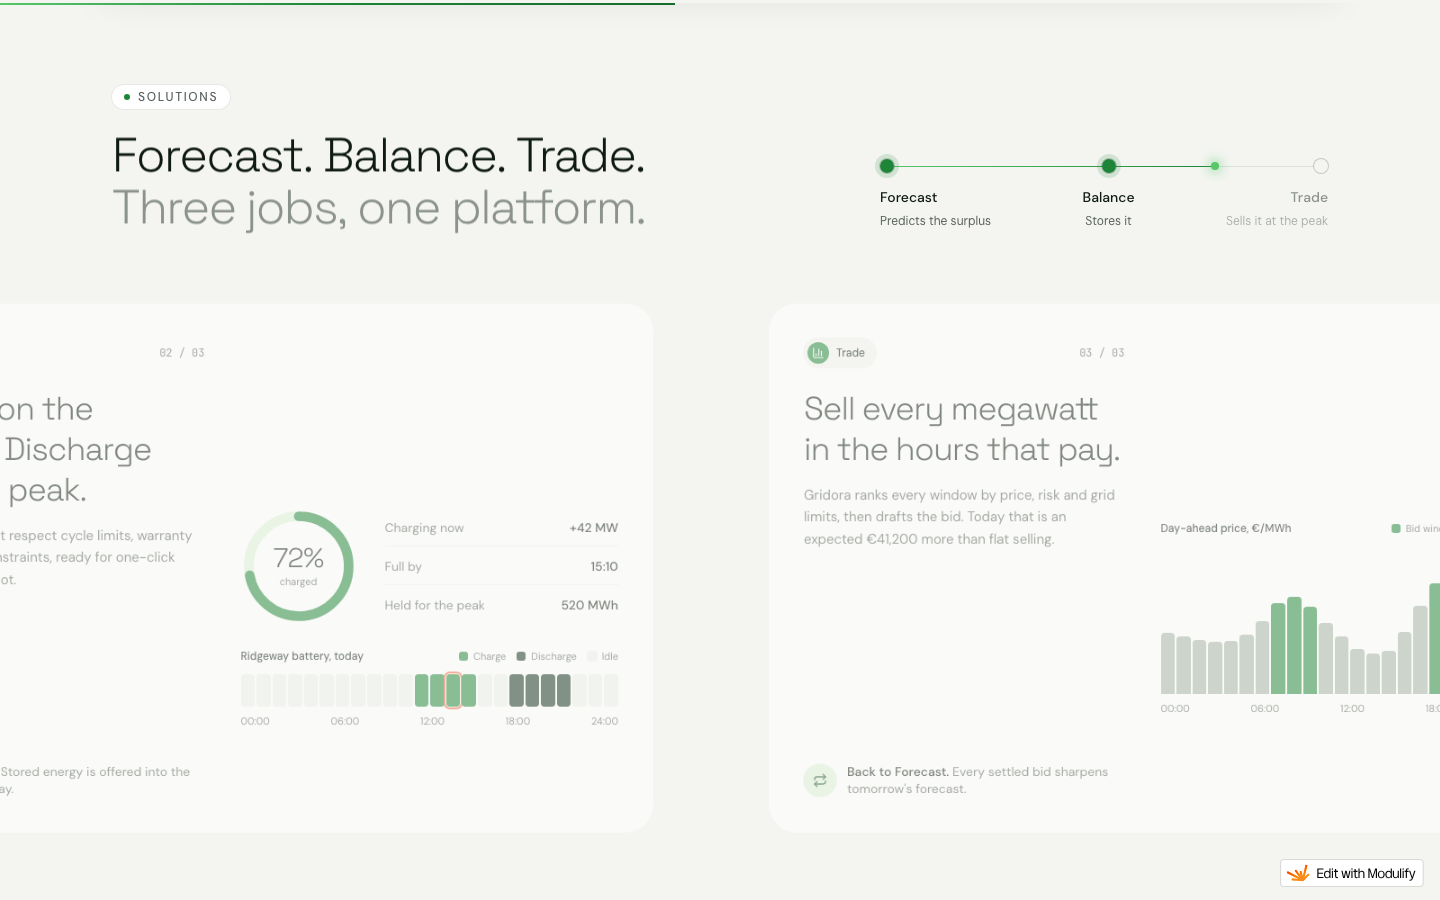 SOLUTIONS
Forecast. Balance. Trade.
Three jobs, one platform.
Forecast
Predicts the surplus
Balance
Stores it
Trade
Sells it at the peak
02 / 03
on the
Discharge
peak.
t respect cycle limits, warranty
nstraints, ready for one-click
ot.
72%
charged
Charging now +42 MW
Full by 15:10
Held for the peak 520 MWh
Ridgeway battery, today
Charge Discharge Idle
00:00 06:00 12:00 18:00 24:00
Stored energy is offered into the
ay.
Trade
03 / 03
Sell every megawatt
in the hours that pay.
Gridora ranks every window by price, risk and grid
limits, then drafts the bid. Today that is an
expected €41,200 more than flat selling.
Day-ahead price, €/MWh
Bid win
00:00 06:00 12:00 18:0
Back to Forecast. Every settled bid sharpens
tomorrow's forecast.
Edit with Modulify